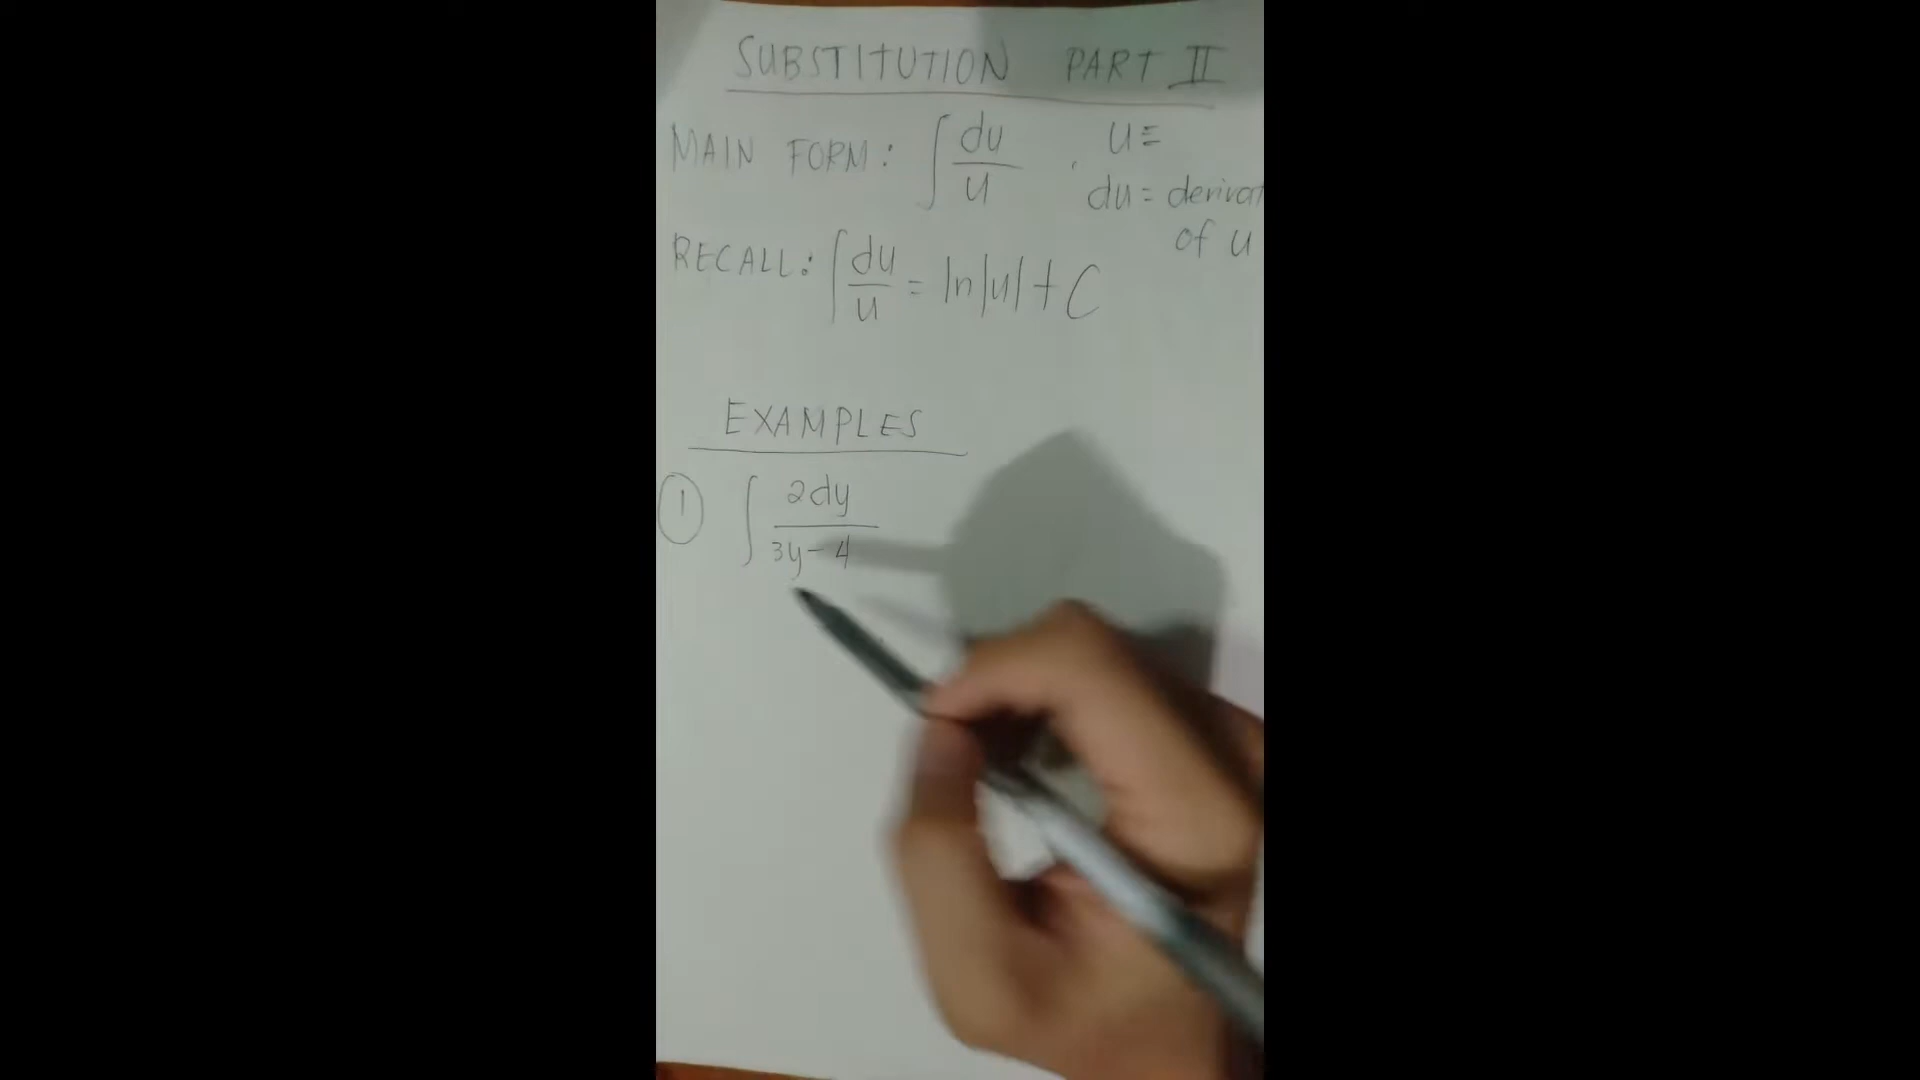 SUBSTITUTION PART II
MAIN FORM: ∫ du/u , u =
du = derivat
of u
RECALL: ∫ du/u = ln|u| + C
EXAMPLES
① ∫ 2dy/3y-4